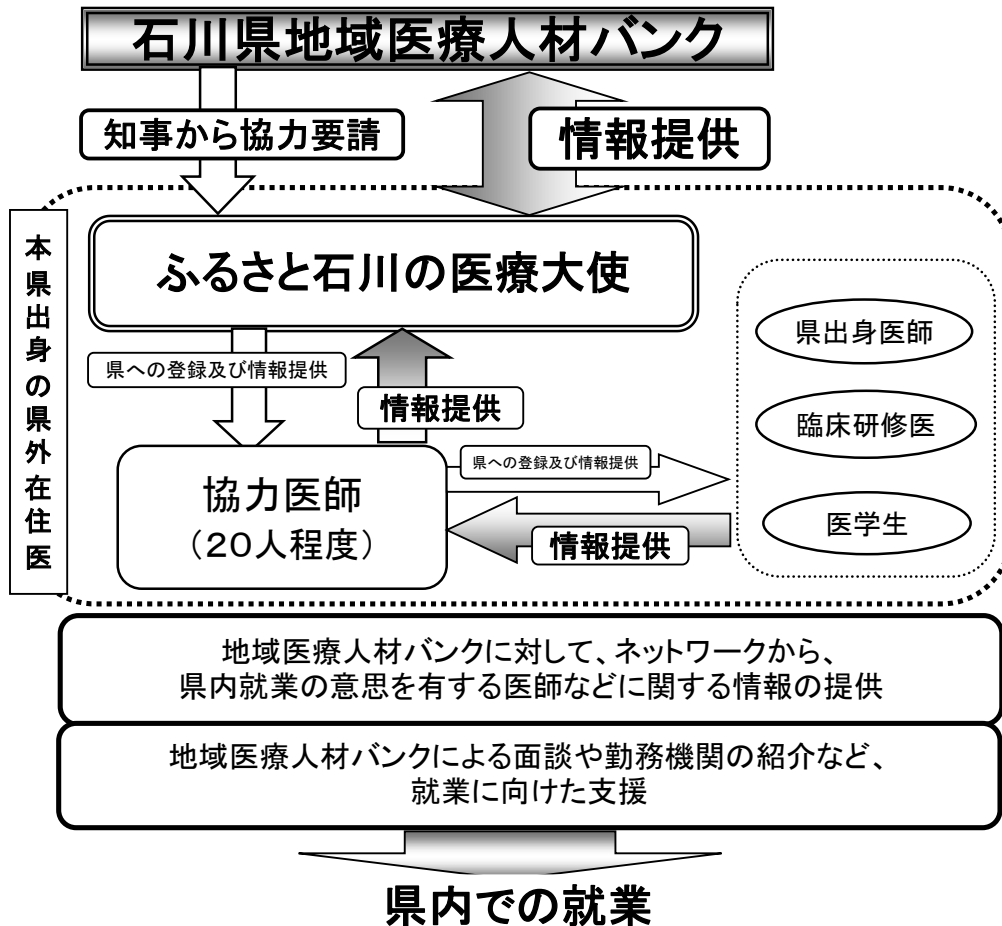 石川県地域医療人材バンク
知事から協力要請
情報提供
本県出身の県外在住医
ふるさと石川の医療大使
県への登録及び情報提供
情報提供
協力医師
（２０人程度）
県への登録及び情報提供
情報提供
県出身医師
臨床研修医
医学生
地域医療人材バンクに対して、ネットワークから、
県内就業の意思を有する医師などに関する情報の提供
地域医療人材バンクによる面談や勤務機関の紹介など、
就業に向けた支援
県内での就業